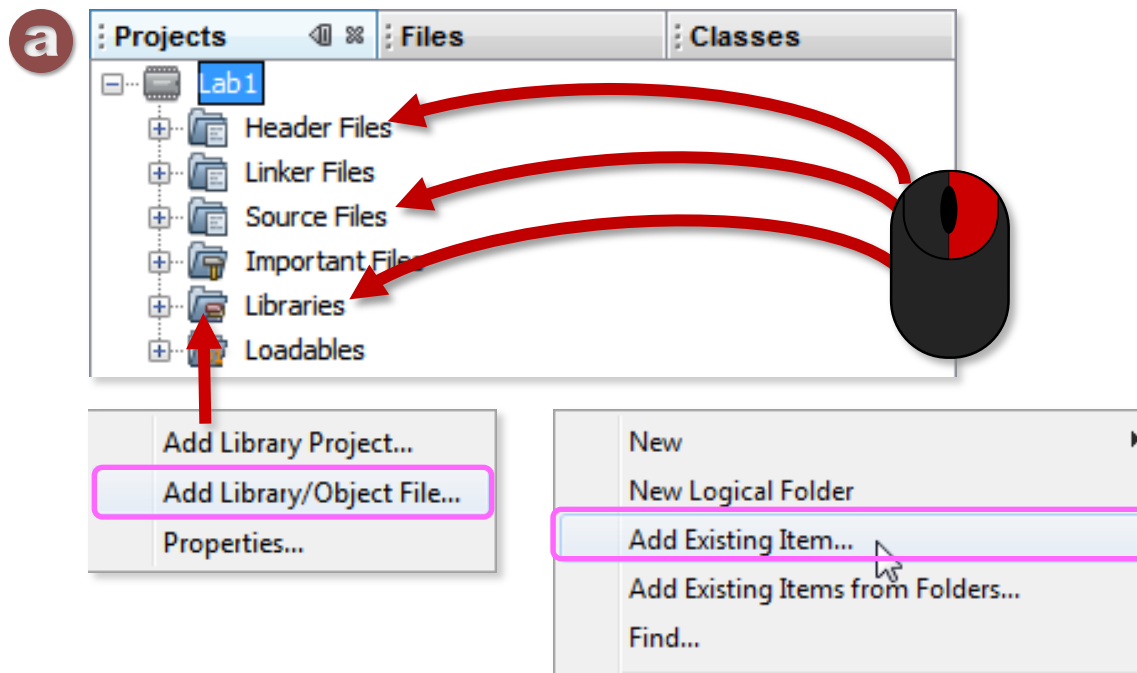 a
Projects Files Classes
Lab1
Header Files
Linker Files
Source Files
Important Files
Libraries
Loadables
Add Library Project...
Add Library/Object File...
Properties...
New
New Logical Folder
Add Existing Item...
Add Existing Items from Folders...
Find...